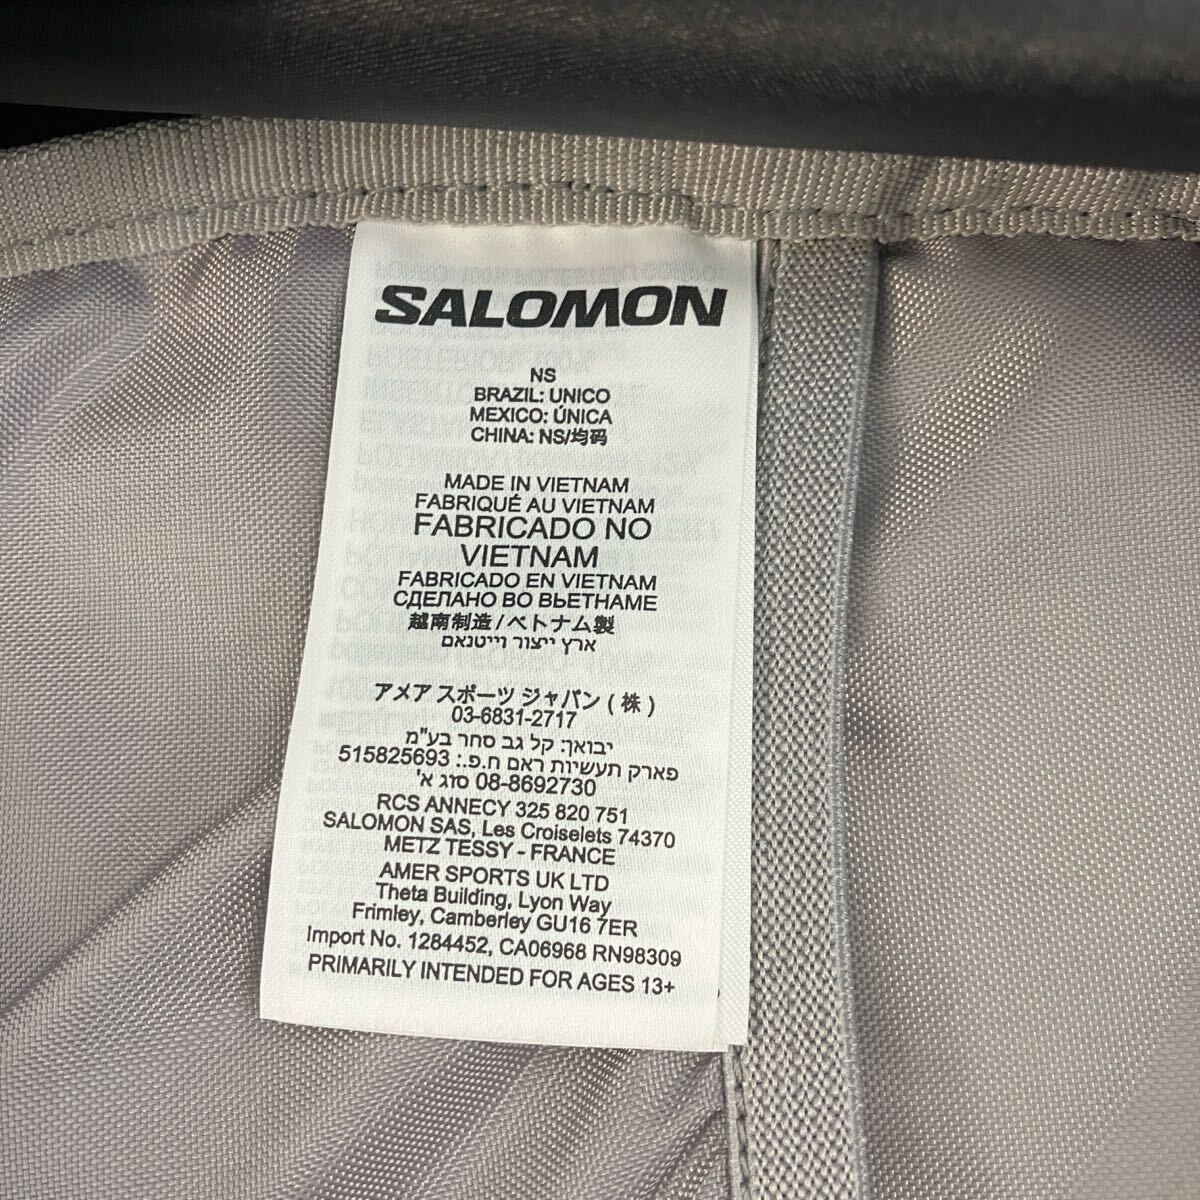 SALOMON
NS
BRAZIL: UNICO
MEXICO: ÚNICA
CHINA: NS/均码
MADE IN VIETNAM
FABRIQUÉ AU VIETNAM
FABRICADO NO
VIETNAM
FABRICADO EN VIETNAM
СДЕЛАНО ВО ВЬЕТНАМЕ
越南制造/ベトナム製
ארץ ייצור וייטנאם
アメア スポーツ ジャパン ( 株 )
03-6831-2717
יבואן: קל גב סחר בע"מ
פארק תעשיות ראם ח.פ.: 515825693
08-8692730 סוג א'
RCS ANNECY 325 820 751
SALOMON SAS, Les Croiselets 74370
METZ TESSY - FRANCE
AMER SPORTS UK LTD
Theta Building, Lyon Way
Frimley, Camberley GU16 7ER
Import No. 1284452, CA06968 RN98309
PRIMARILY INTENDED FOR AGES 13+